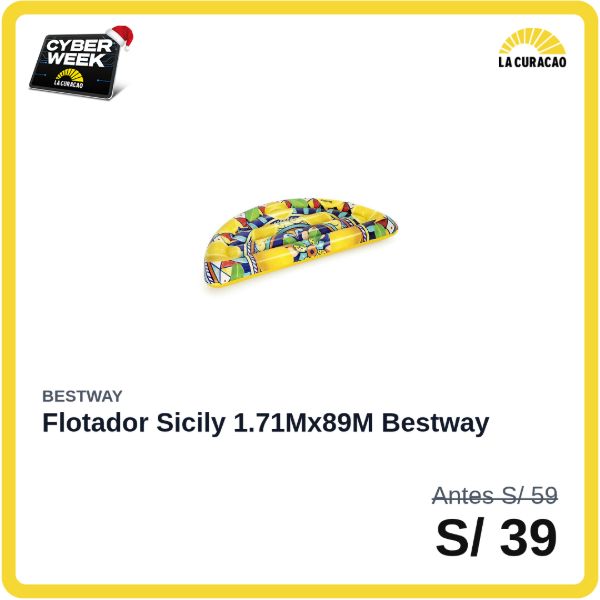 CYBER
WEEK
LA CURACAO
LA CURACAO
BESTWAY
Flotador Sicily 1.71Mx89M Bestway
Antes S/ 59
S/ 39